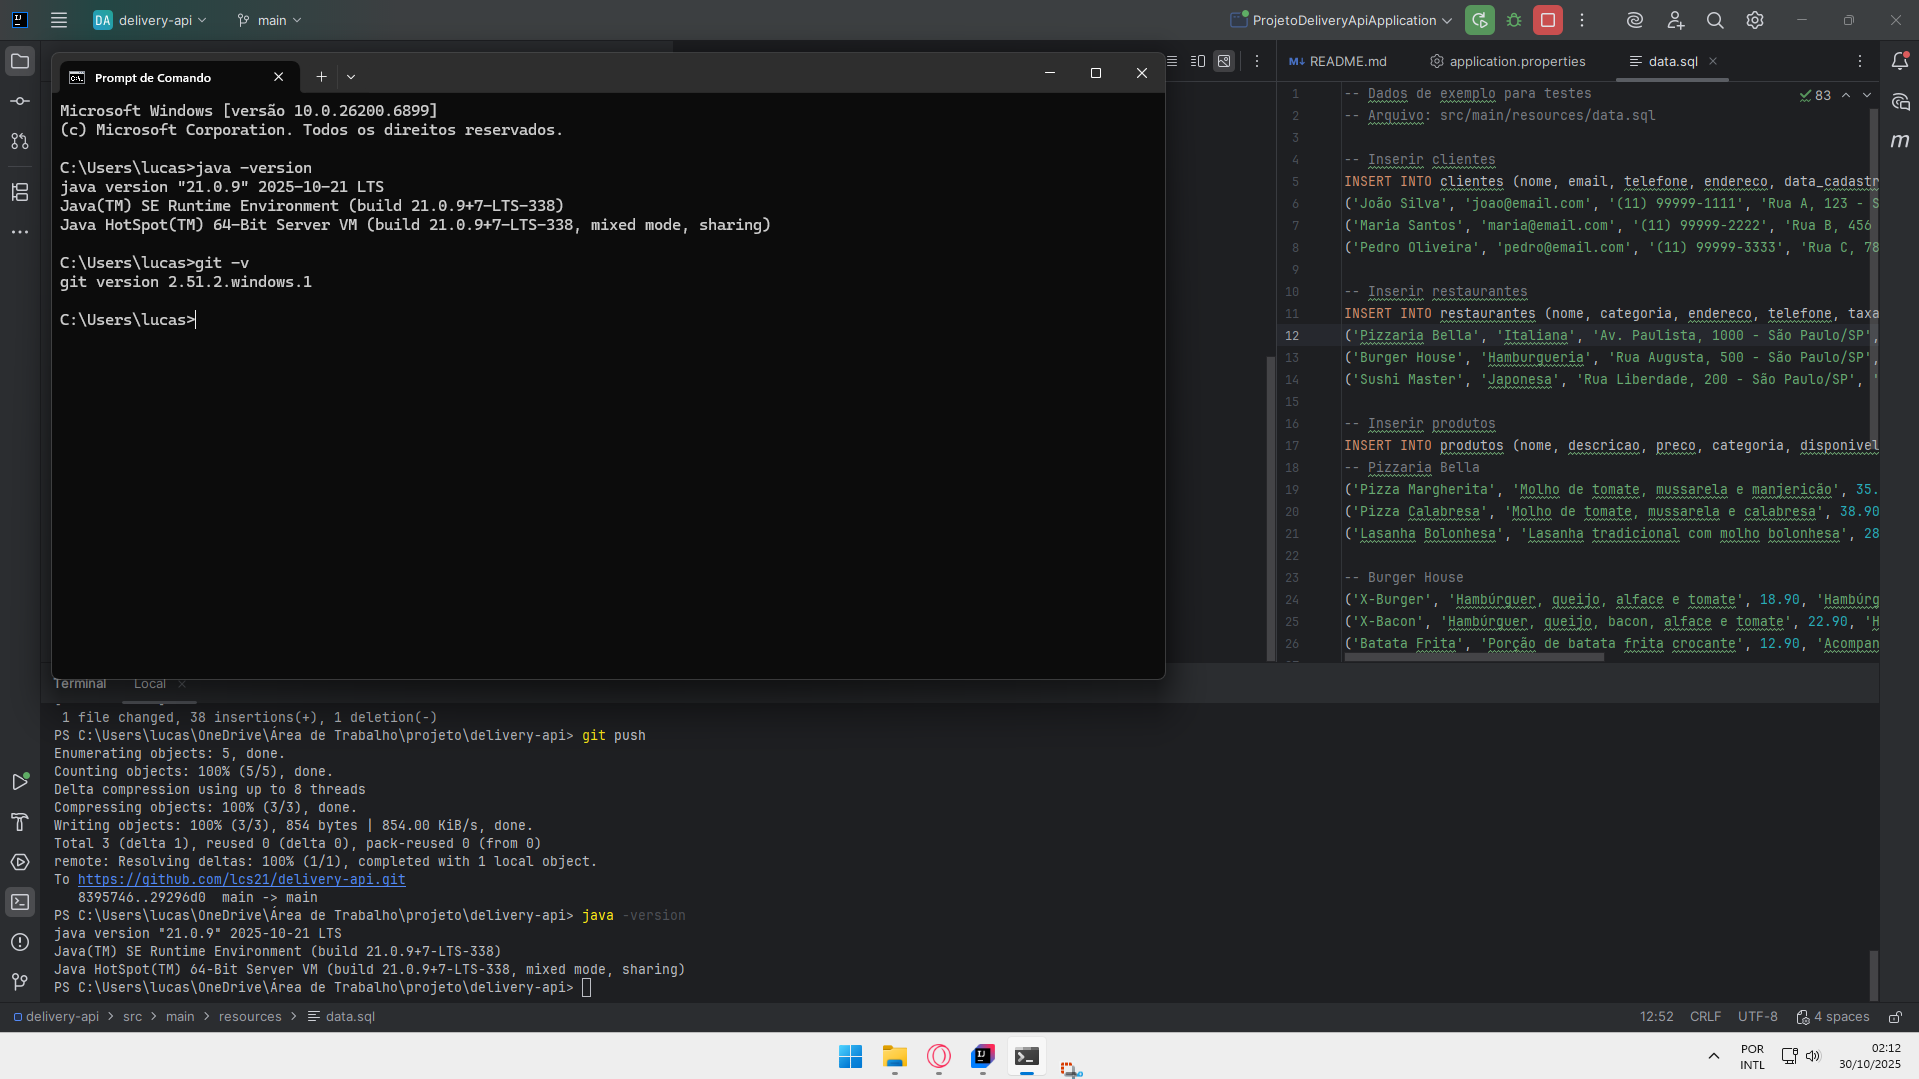 DA delivery-api
main
ProjetoDeliveryApiApplication
Prompt de Comando
Microsoft Windows [versão 10.0.26200.6899]
(c) Microsoft Corporation. Todos os direitos reservados.
C:\Users\lucas>java -version
java version "21.0.9" 2025-10-21 LTS
Java(TM) SE Runtime Environment (build 21.0.9+7-LTS-338)
Java HotSpot(TM) 64-Bit Server VM (build 21.0.9+7-LTS-338, mixed mode, sharing)
C:\Users\lucas>git -v
git version 2.51.2.windows.1
C:\Users\lucas>
README.md
application.properties
data.sql
83
1 -- Dados de exemplo para testes
2 -- Arquivo: src/main/resources/data.sql
3
4 -- Inserir clientes
5 INSERT INTO clientes (nome, email, telefone, endereco, data_cadastr
6 ('João Silva', 'joao@email.com', '(11) 99999-1111', 'Rua A, 123 - S
7 ('Maria Santos', 'maria@email.com', '(11) 99999-2222', 'Rua B, 456
8 ('Pedro Oliveira', 'pedro@email.com', '(11) 99999-3333', 'Rua C, 78
9
10 -- Inserir restaurantes
11 INSERT INTO restaurantes (nome, categoria, endereco, telefone, taxa
12 ('Pizzaria Bella', 'Italiana', 'Av. Paulista, 1000 - São Paulo/SP',
13 ('Burger House', 'Hamburgueria', 'Rua Augusta, 500 - São Paulo/SP',
14 ('Sushi Master', 'Japonesa', 'Rua Liberdade, 200 - São Paulo/SP', '
15
16 -- Inserir produtos
17 INSERT INTO produtos (nome, descricao, preco, categoria, disponivel
18 -- Pizzaria Bella
19 ('Pizza Margherita', 'Molho de tomate, mussarela e manjericão', 35.
20 ('Pizza Calabresa', 'Molho de tomate, mussarela e calabresa', 38.90
21 ('Lasanha Bolonhesa', 'Lasanha tradicional com molho bolonhesa', 28
22
23 -- Burger House
24 ('X-Burger', 'Hambúrguer, queijo, alface e tomate', 18.90, 'Hambúrg
25 ('X-Bacon', 'Hambúrguer, queijo, bacon, alface e tomate', 22.90, 'H
26 ('Batata Frita', 'Porção de batata frita crocante', 12.90, 'Acompan
Terminal
Local
1 file changed, 38 insertions(+), 1 deletion(-)
PS C:\Users\lucas\OneDrive\Área de Trabalho\projeto\delivery-api> git push
Enumerating objects: 5, done.
Counting objects: 100% (5/5), done.
Delta compression using up to 8 threads
Compressing objects: 100% (3/3), done.
Writing objects: 100% (3/3), 854 bytes | 854.00 KiB/s, done.
Total 3 (delta 1), reused 0 (delta 0), pack-reused 0 (from 0)
remote: Resolving deltas: 100% (1/1), completed with 1 local object.
To https://github.com/lcs21/delivery-api.git
8395746..29296d0  main -> main
PS C:\Users\lucas\OneDrive\Área de Trabalho\projeto\delivery-api> java -version
java version "21.0.9" 2025-10-21 LTS
Java(TM) SE Runtime Environment (build 21.0.9+7-LTS-338)
Java HotSpot(TM) 64-Bit Server VM (build 21.0.9+7-LTS-338, mixed mode, sharing)
PS C:\Users\lucas\OneDrive\Área de Trabalho\projeto\delivery-api>
delivery-api > src > main > resources > data.sql
12:52 CRLF UTF-8 4 spaces
POR
INTL
02:12
30/10/2025